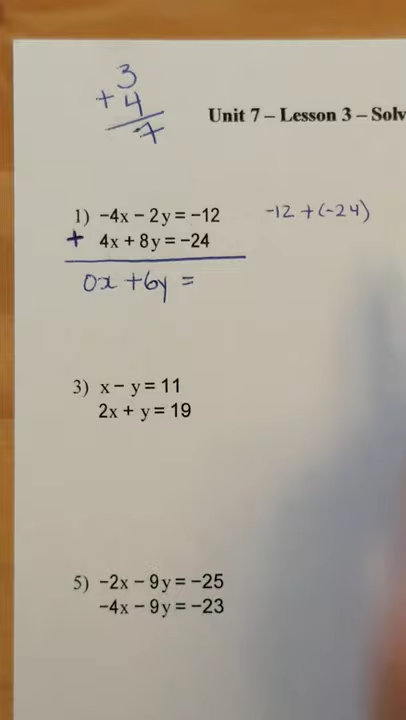 3
+ 4
7
Unit 7 – Lesson 3 – Solv
1) -4x - 2y = -12 -12 + (-24)
+ 4x + 8y = -24
0x + 6y =
3) x - y = 11
2x + y = 19
5) -2x - 9y = -25
-4x - 9y = -23